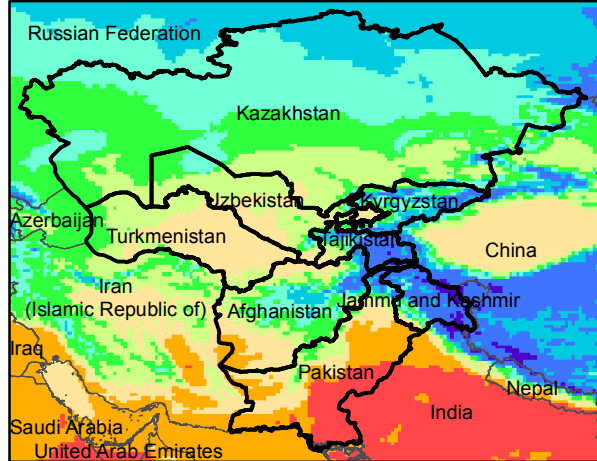 Russian Federation
Kazakhstan
Uzbekistan
Kyrgyzstan
Azerbaijan
Turkmenistan
Tajikistan
China
Iran
(Islamic Republic of)
Afghanistan
Jammu and Kashmir
Iraq
Pakistan
Nepal
India
Saudi Arabia
United Arab Emirates